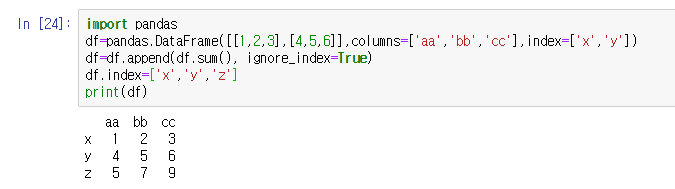 In [24]: import pandas
df=pandas.DataFrame([[1,2,3],[4,5,6]],columns=['aa','bb','cc'],index=['x','y'])
df=df.append(df.sum(), ignore_index=True)
df.index=['x','y','z']
print(df)
aa bb cc
x 1 2 3
y 4 5 6
z 5 7 9